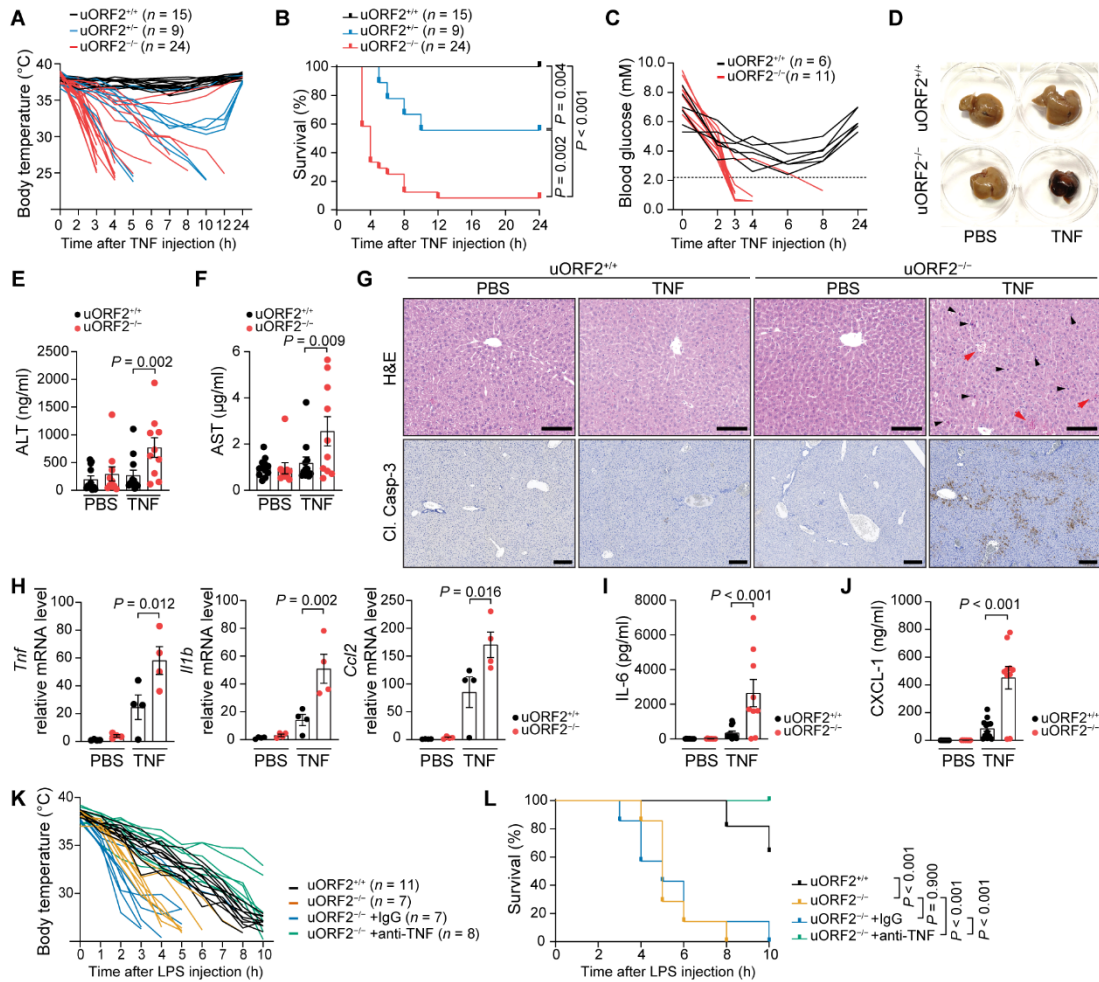 A
uORF2+/+ (n = 15)
uORF2+/− (n = 9)
uORF2−/− (n = 24)
Body temperature (°C)
40
35
30
25
0 1 2 3 4 5 6 7 8 10 12 24
Time after TNF injection (h)
B
uORF2+/+ (n = 15)
uORF2+/− (n = 9)
uORF2−/− (n = 24)
Survival (%)
100
80
60
40
20
0
4 8 12 16 20 24
Time after TNF injection (h)
P = 0.002
P = 0.004
P < 0.001
C
uORF2+/+ (n = 6)
uORF2−/− (n = 11)
Blood glucose (mM)
10.0
8.0
6.0
4.0
2.0
0
0 2 3 4 6 8 24
Time after TNF injection (h)
D
uORF2+/+
uORF2−/−
PBS
TNF
E
uORF2+/+
uORF2−/−
P = 0.002
ALT (ng/ml)
2500
2000
1500
1000
500
0
PBS TNF
F
uORF2+/+
uORF2−/−
P = 0.009
AST (µg/ml)
6
4
2
0
PBS TNF
G
uORF2+/+
uORF2−/−
PBS
TNF
PBS
TNF
H&E
Cl. Casp-3
H
Tnf
relative mRNA level
100
80
60
40
20
0
P = 0.012
PBS TNF
Il1b
relative mRNA level
100
80
60
40
20
0
P = 0.002
PBS TNF
Ccl2
relative mRNA level
250
200
150
100
50
0
P = 0.016
PBS TNF
uORF2+/+
uORF2−/−
I
IL-6 (pg/ml)
8000
6000
4000
2000
0
P < 0.001
PBS TNF
uORF2+/+
uORF2−/−
J
CXCL-1 (ng/ml)
1000
800
600
400
200
0
P < 0.001
PBS TNF
uORF2+/+
uORF2−/−
K
Body temperature (°C)
40
35
30
25
0 1 2 3 4 5 6 7 8 9 10
Time after LPS injection (h)
uORF2+/+ (n = 11)
uORF2−/− (n = 7)
uORF2−/− +IgG (n = 7)
uORF2−/− +anti-TNF (n = 8)
L
Survival (%)
100
80
60
40
20
0
0 2 4 6 8 10
Time after LPS injection (h)
uORF2+/+
uORF2−/−
uORF2−/− +IgG
uORF2−/− +anti-TNF
P < 0.001
P = 0.900
P < 0.001
P < 0.001